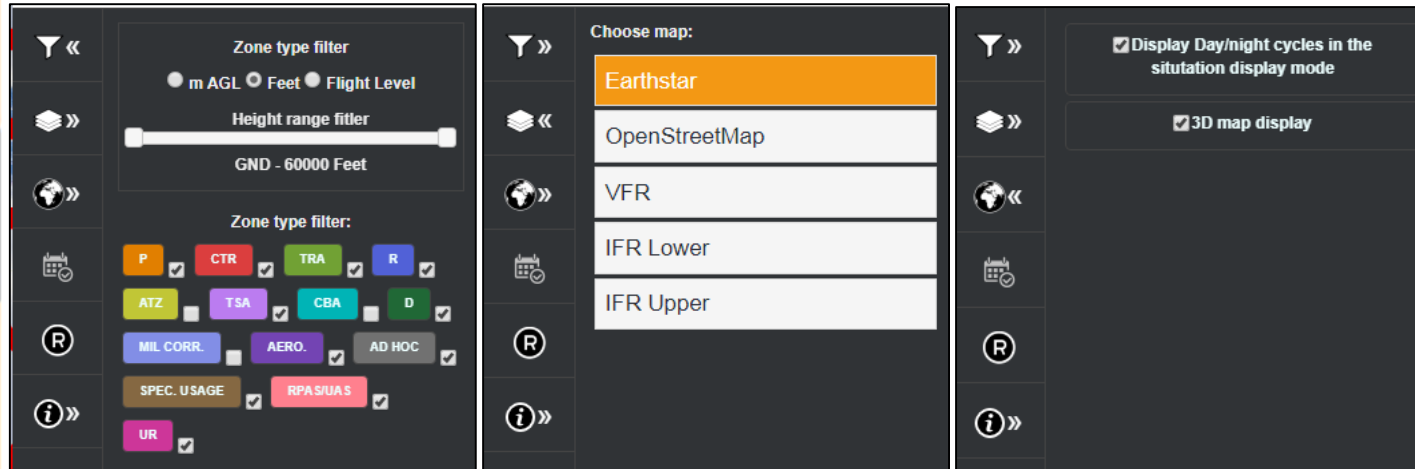 Zone type filter
m AGL Feet Flight Level
Height range fitler
GND - 60000 Feet
Zone type filter:
P CTR TRA R
ATZ TSA CBA D
MIL CORR. AERO. AD HOC
SPEC. USAGE RPAS/UAS
UR
R
i
Choose map:
Earthstar
OpenStreetMap
VFR
IFR Lower
IFR Upper
R
i
Display Day/night cycles in the
situtation display mode
3D map display
R
i